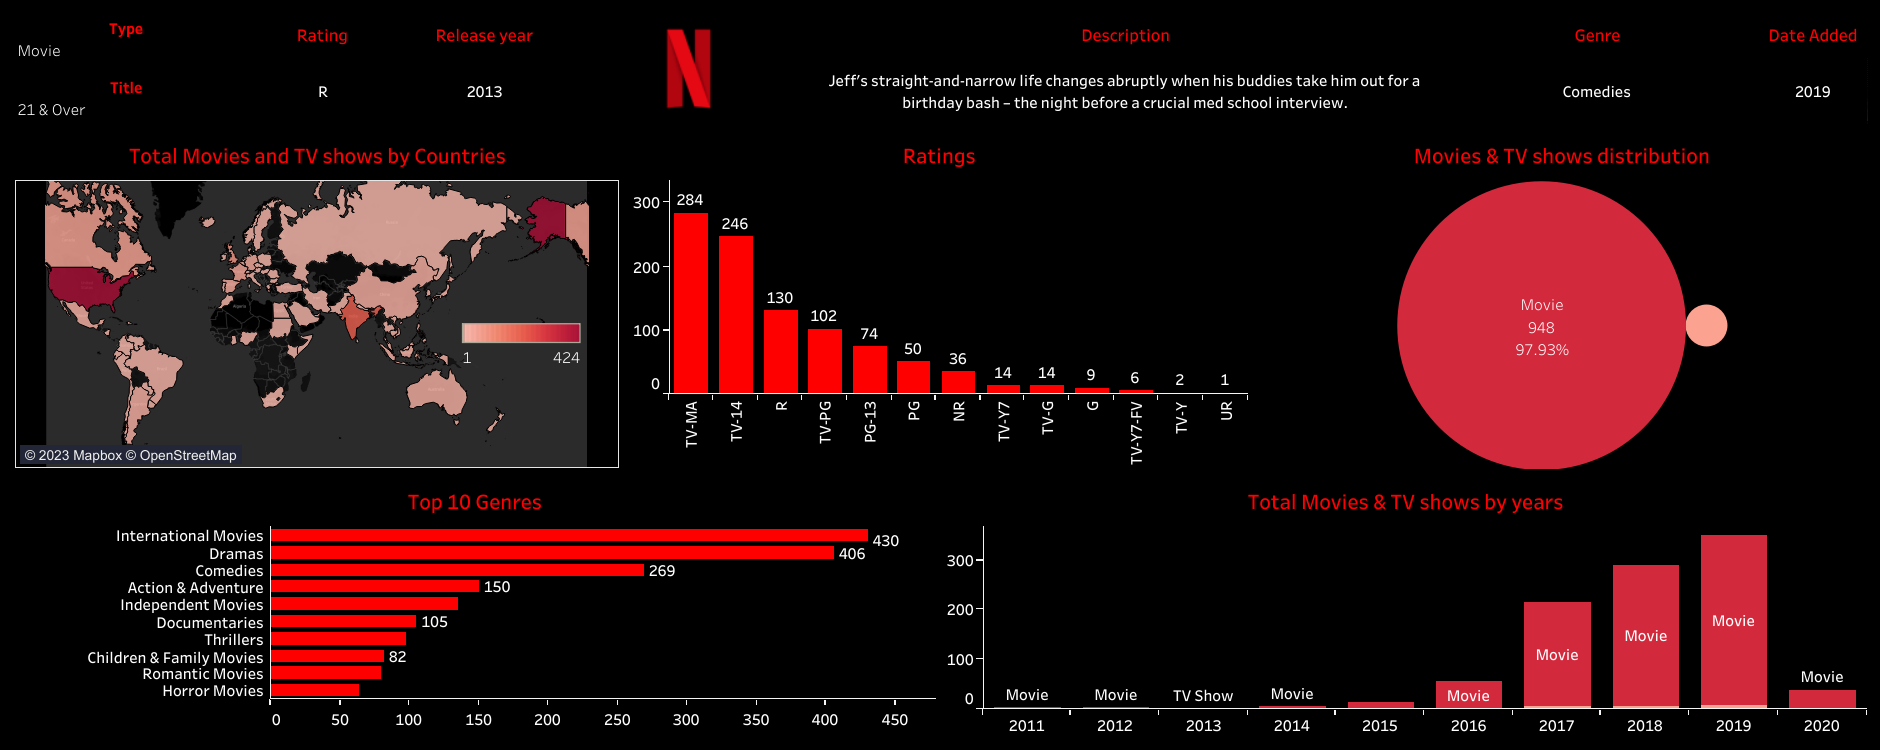 Type
Movie
Title
21 & Over
Rating
R
Release year
2013
Description
Jeff's straight-and-narrow life changes abruptly when his buddies take him out for a
birthday bash – the night before a crucial med school interview.
Genre
Comedies
Date Added
2019
Total Movies and TV shows by Countries
1
424
© 2023 Mapbox © OpenStreetMap
Ratings
300
200
100
0
284
246
130
102
74
50
36
14
14
9
6
2
1
TV-MA
TV-14
R
TV-PG
PG-13
PG
NR
TV-Y7
TV-G
G
TV-Y7-FV
TV-Y
UR
Movies & TV shows distribution
Movie
948
97.93%
Top 10 Genres
International Movies
430
Dramas
406
Comedies
269
Action & Adventure
150
Independent Movies
Documentaries
105
Thrillers
Children & Family Movies
82
Romantic Movies
Horror Movies
0
50
100
150
200
250
300
350
400
450
Total Movies & TV shows by years
300
200
100
0
Movie
Movie
TV Show
Movie
Movie
Movie
Movie
Movie
Movie
2011
2012
2013
2014
2015
2016
2017
2018
2019
2020